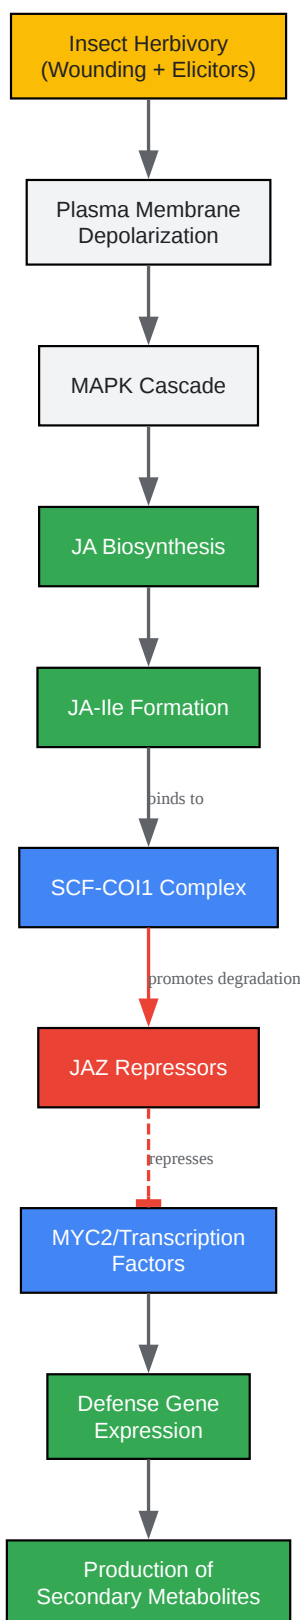 Insect Herbivory
(Wounding + Elicitors)
Plasma Membrane
Depolarization
MAPK Cascade
JA Biosynthesis
JA-Ile Formation
binds to
SCF-COI1 Complex
promotes degradation
JAZ Repressors
represses
MYC2/Transcription
Factors
Defense Gene
Expression
Production of
Secondary Metabolites